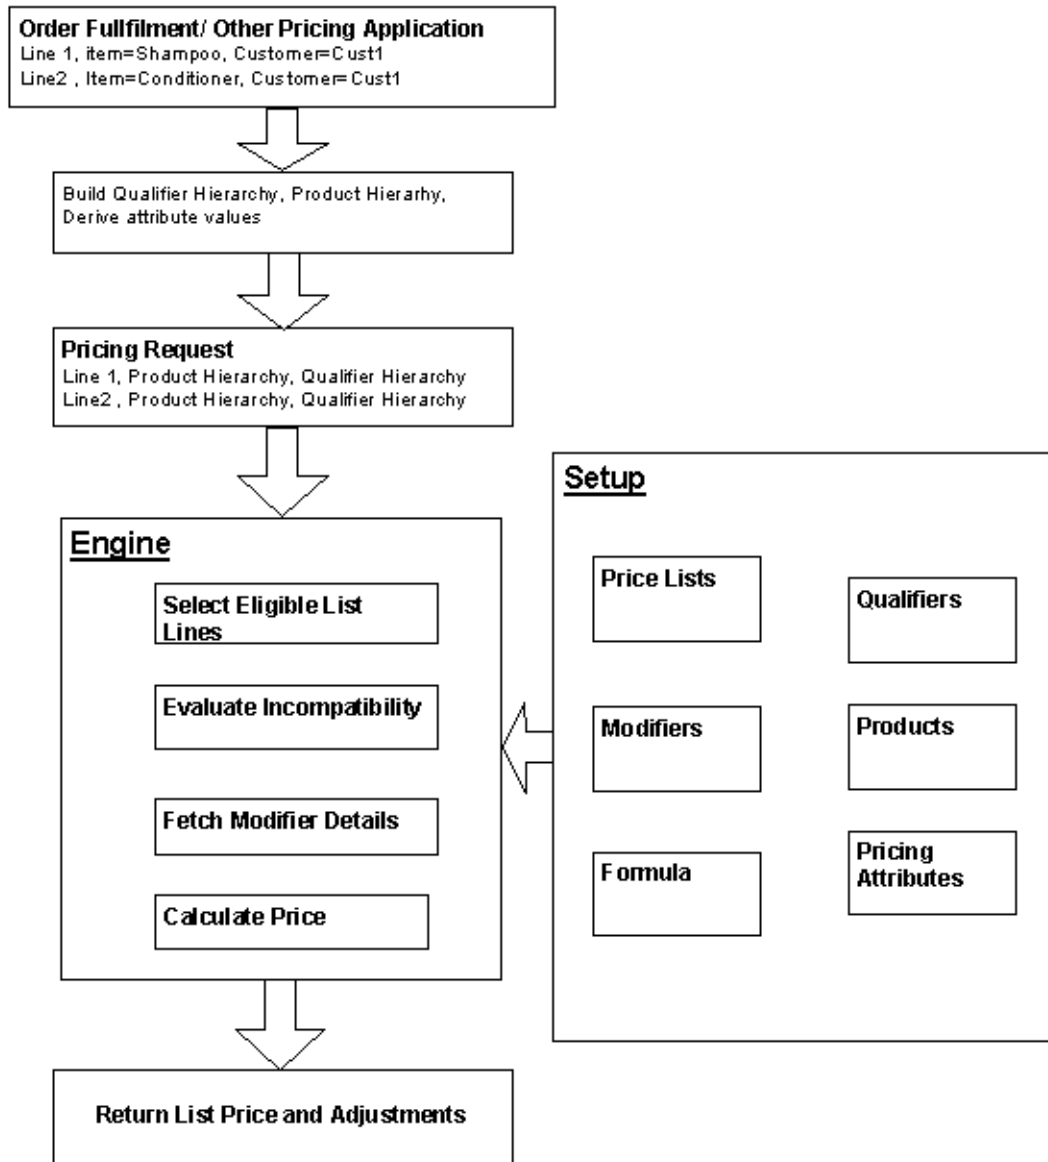 Order Fullfilment/ Other Pricing Application
Line 1, item=Shampoo, Customer=Cust1
Line2 , Item=Conditioner, Customer=Cust1
Build Qualifier Hierarchy, Product Hierarhy,
Derive attribute values
Pricing Request
Line 1, Product Hierarchy, Qualifier Hierarchy
Line2 , Product Hierarchy, Qualifier Hierarchy
Engine
Select Eligible List
Lines
Evaluate Incompatibility
Fetch Modifier Details
Calculate Price
Setup
Price Lists
Qualifiers
Modifiers
Products
Formula
Pricing
Attributes
Return List Price and Adjustments